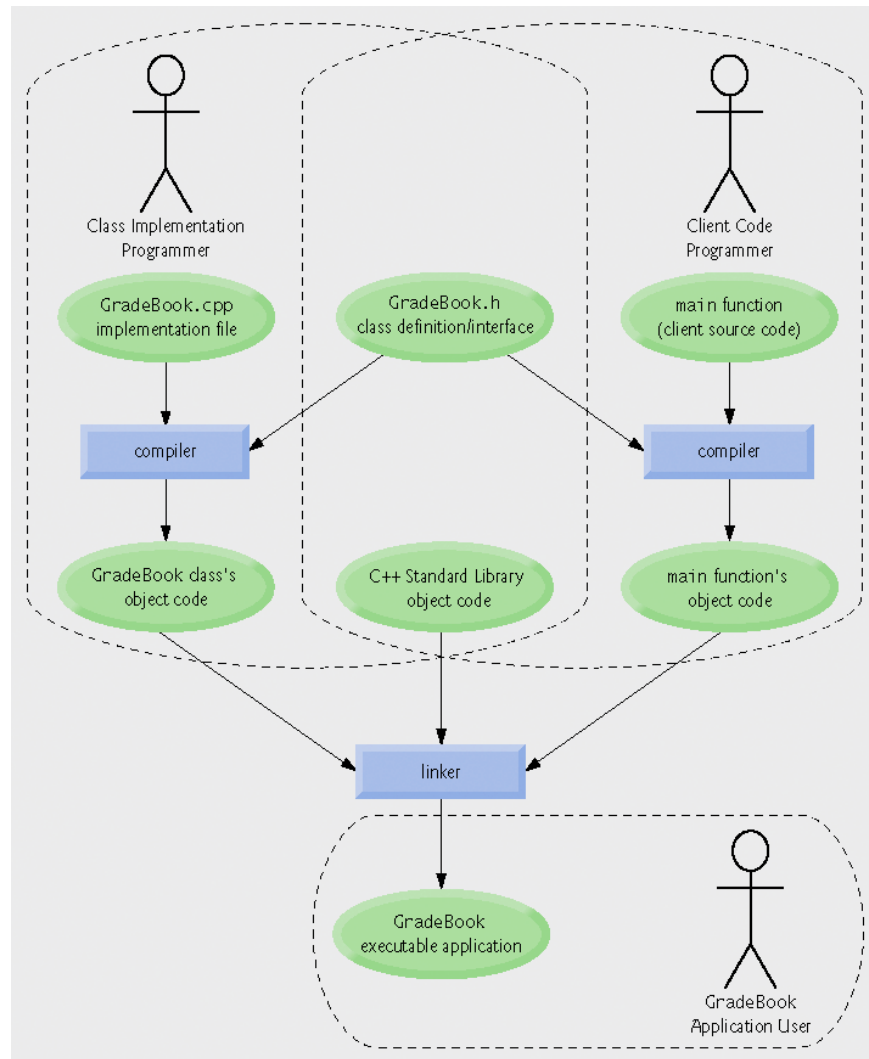 Class Implementation
Programmer
Client Code
Programmer
GradeBook.cpp
implementation file
GradeBook.h
class definition/interface
main function
(client source code)
compiler
compiler
GradeBook class's
object code
C++ Standard Library
object code
main function's
object code
linker
GradeBook
executable application
GradeBook
Application User